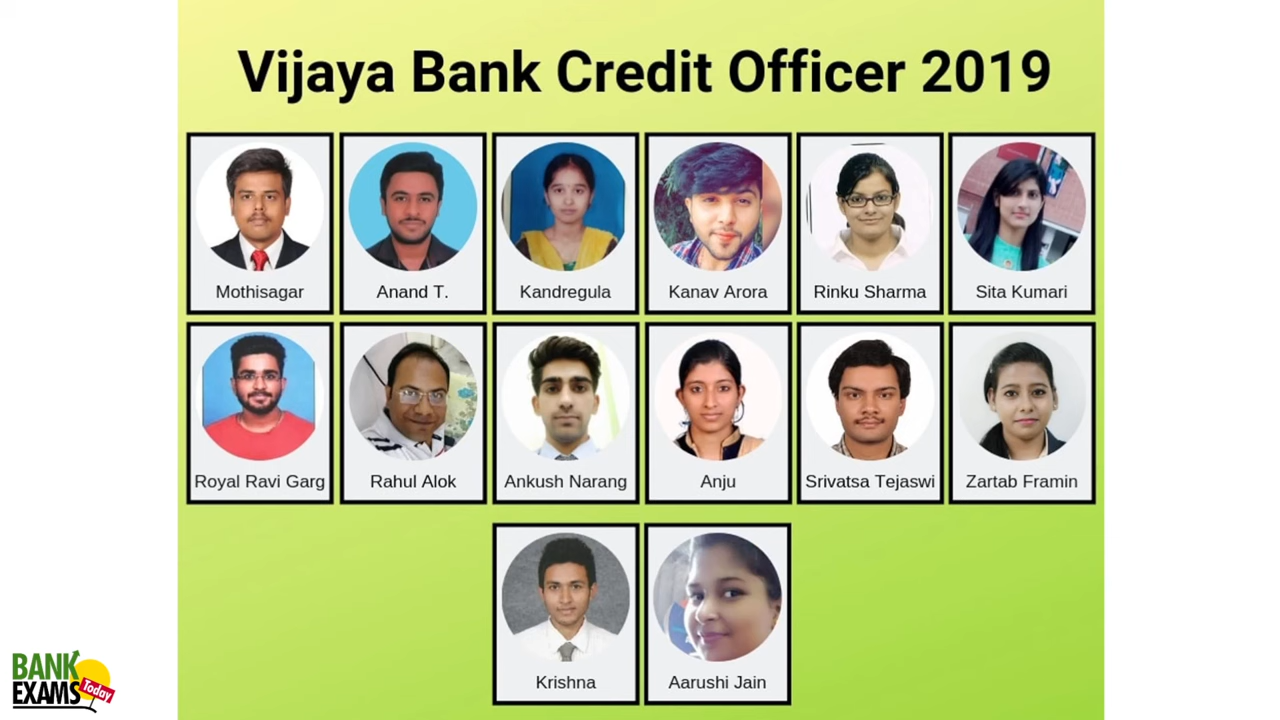 Vijaya Bank Credit Officer 2019
Mothisagar
Anand T.
Kandregula
Kanav Arora
Rinku Sharma
Sita Kumari
Royal Ravi Garg
Rahul Alok
Ankush Narang
Anju
Srivatsa Tejaswi
Zartab Framin
Krishna
Aarushi Jain
BANK
EXAMS Today